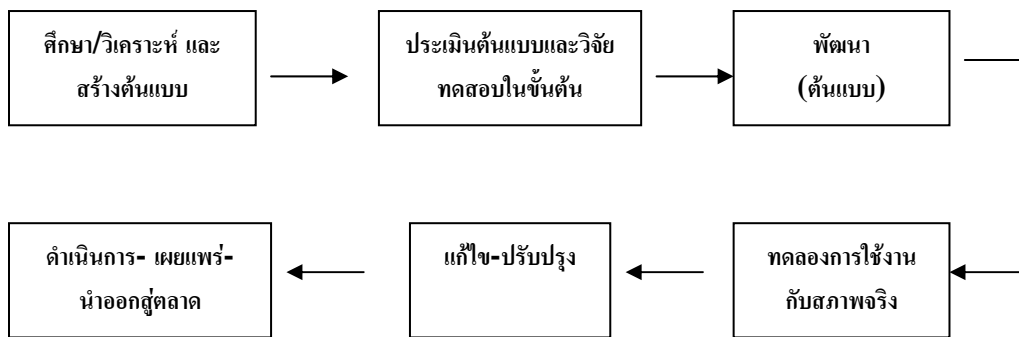 ศึกษา/วิเคราะห์ และ
สร้างต้นแบบ
ประเมินต้นแบบและวิจัย
ทดสอบในขั้นต้น
พัฒนา
(ต้นแบบ)
ทดลองการใช้งาน
กับสภาพจริง
แก้ไข-ปรับปรุง
ดำเนินการ- เผยแพร่-
นำออกสู่ตลาด